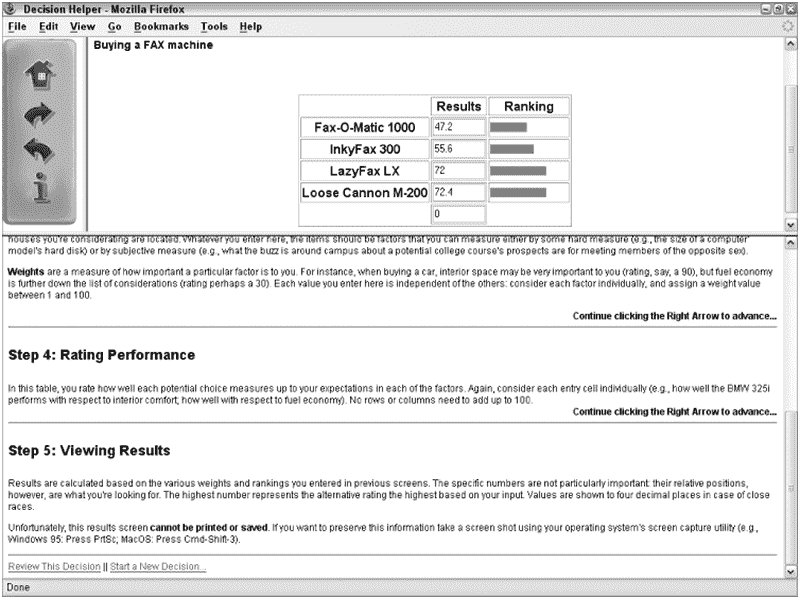 Decision Helper - Mozilla Firefox
File Edit View Go Bookmarks Tools Help
Buying a FAX machine
Results Ranking
Fax-O-Matic 1000 47.2
InkyFax 300 55.6
LazyFax LX 72
Loose Cannon M-200 72.4
0
houses you're considerating are located. Whatever you enter here, the items should be factors that you can measure either by some hard measure (e.g., the size of a computer
model's hard disk) or by subjective measure (e.g., what the buzz is around campus about a potential college course's prospects are for meeting members of the opposite sex).
Weights are a measure of how important a particular factor is to you. For instance, when buying a car, interior space may be very important to you (rating, say, a 90), but fuel economy
is further down the list of considerations (rating perhaps a 30). Each value you enter here is independent of the others: consider each factor individually, and assign a weight value
between 1 and 100.
Continue clicking the Right Arrow to advance...
Step 4: Rating Performance
In this table, you rate how well each potential choice measures up to your expectations in each of the factors. Again, consider each entry cell individually (e.g., how well the BMW 325i
performs with respect to interior comfort; how well with respect to fuel economy). No rows or columns need to add up to 100.
Continue clicking the Right Arrow to advance...
Step 5: Viewing Results
Results are calculated based on the various weights and rankings you entered in previous screens. The specific numbers are not particularly important: their relative positions,
however, are what you're looking for. The highest number represents the alternative rating the highest based on your input. Values are shown to four decimal places in case of close
races.
Unfortunately, this results screen cannot be printed or saved. If you want to preserve this information take a screen shot using your operating system's screen capture utility (e.g.,
Windows 95: Press PrtSc; MacOS: Press Cmd-Shift-3).
Review This Decision || Start a New Decision...
Done